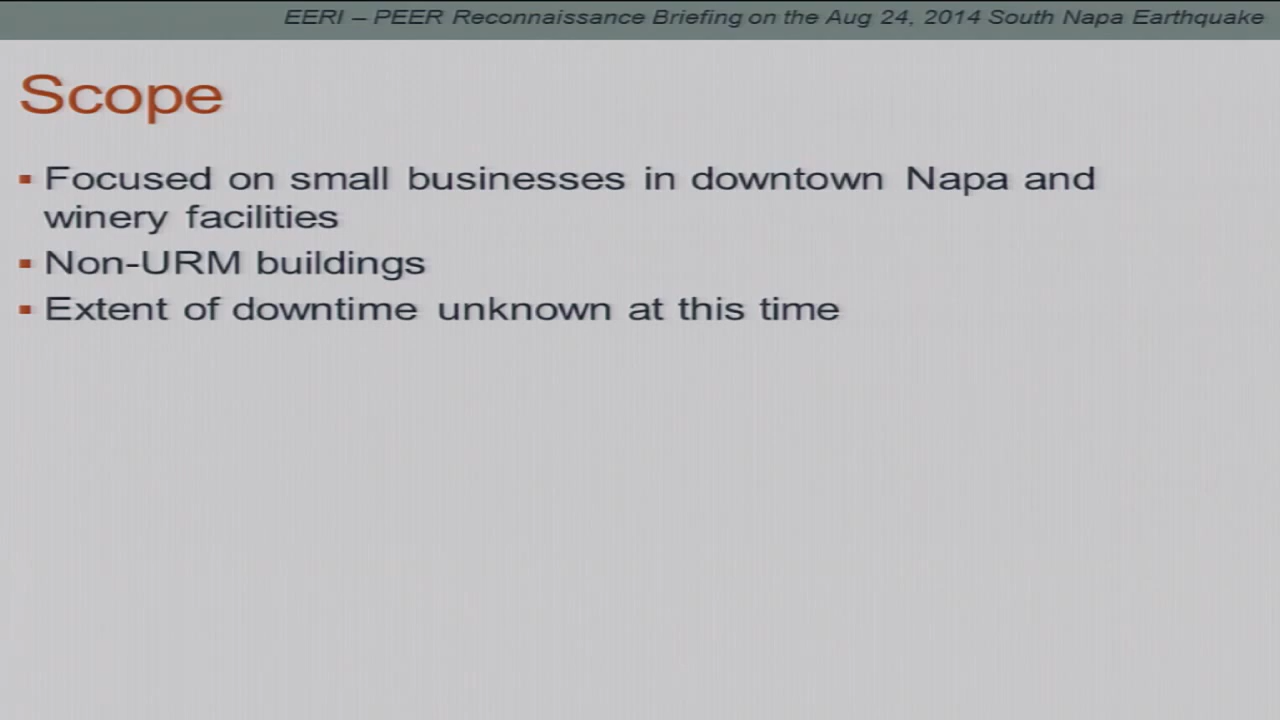 EERI – PEER Reconnaissance Briefing on the Aug 24, 2014 South Napa Earthquake
Scope
▪ Focused on small businesses in downtown Napa and
winery facilities
▪ Non-URM buildings
▪ Extent of downtime unknown at this time